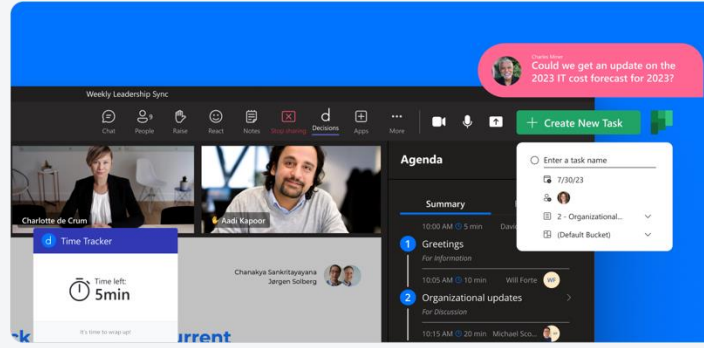 Charles Moner
Could we get an update on the
2023 IT cost forecast for 2023?
Weekly Leadership Sync
Chat
People
9
Raise
React
Notes
Stop sharing
Decisions
Apps
More
+ Create New Task
Enter a task name
7/30/23
2 - Organizational...
(Default Bucket)
Charlotte de Crum
Aadi Kapoor
d Time Tracker
Time left:
5min
It's time to wrap up!
Chanakya Sankritayayana
Jørgen Solberg
ck
urrent
Agenda
Summary
10:00 AM 5 min
1 Greetings
For Information
10:05 AM 10 min Will Forte WF
2 Organizational updates
For Discussion
10:15 AM 20 min Michael Sco...